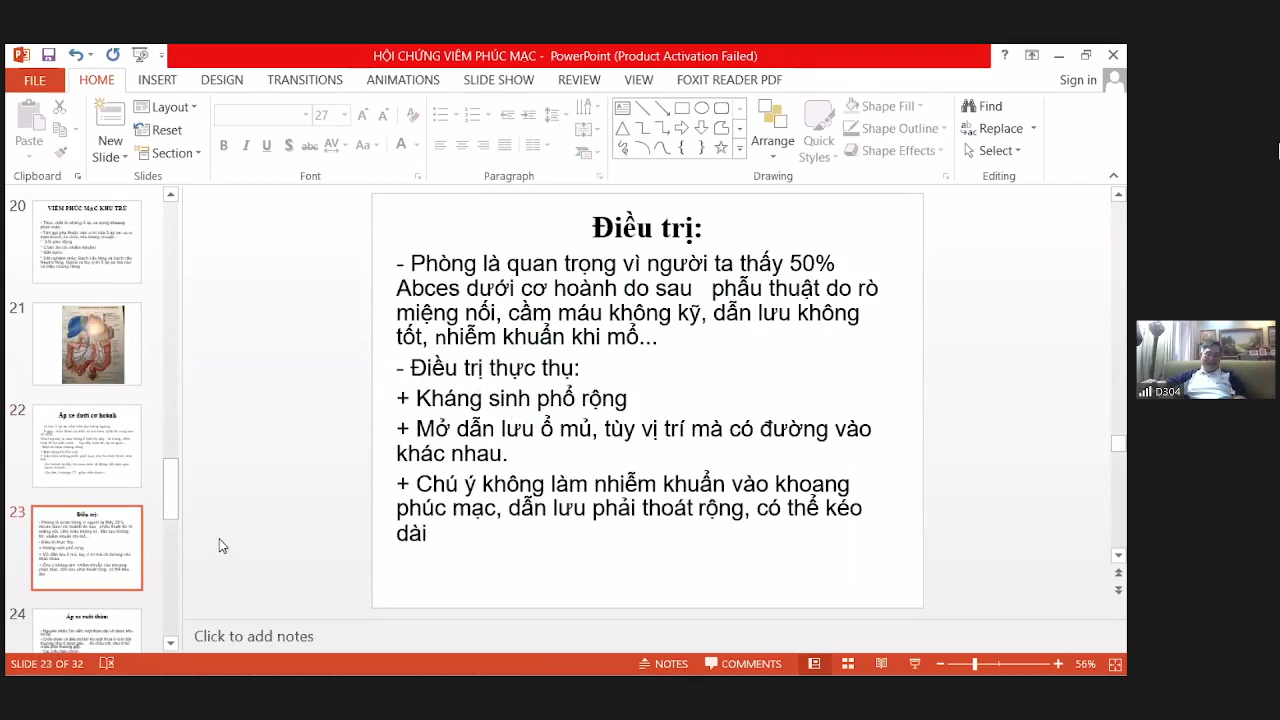 HỘI CHỨNG VIÊM PHÚC MẠC - PowerPoint (Product Activation Failed)
FILE HOME INSERT DESIGN TRANSITIONS ANIMATIONS SLIDE SHOW REVIEW VIEW FOXIT READER PDF Sign in
Paste
New Slide
Layout
Reset
Section
27
B I U S abc AV Aa A
Arrange
Quick Styles
Shape Fill
Shape Outline
Shape Effects
Find
Replace
Select
Clipboard Slides Font Paragraph Drawing Editing
20
VIÊM PHÚC MẠC KHU TRÚ
21
22
Áp xe dưới cơ hoành
23
Điều trị:
24
Áp xe ruột thừa:
Điều trị:
- Phòng là quan trọng vì người ta thấy 50%
Abces dưới cơ hoành do sau phẫu thuật do rò
miệng nối, cầm máu không kỹ, dẫn lưu không
tốt, nhiễm khuẩn khi mổ...
- Điều trị thực thụ:
+ Kháng sinh phổ rộng
+ Mở dẫn lưu ổ mủ, tùy vị trí mà có đường vào
khác nhau.
+ Chú ý không làm nhiễm khuẩn vào khoang
phúc mạc, dẫn lưu phải thoát rộng, có thể kéo
dài
Click to add notes
SLIDE 23 OF 32 NOTES COMMENTS 56%
D304